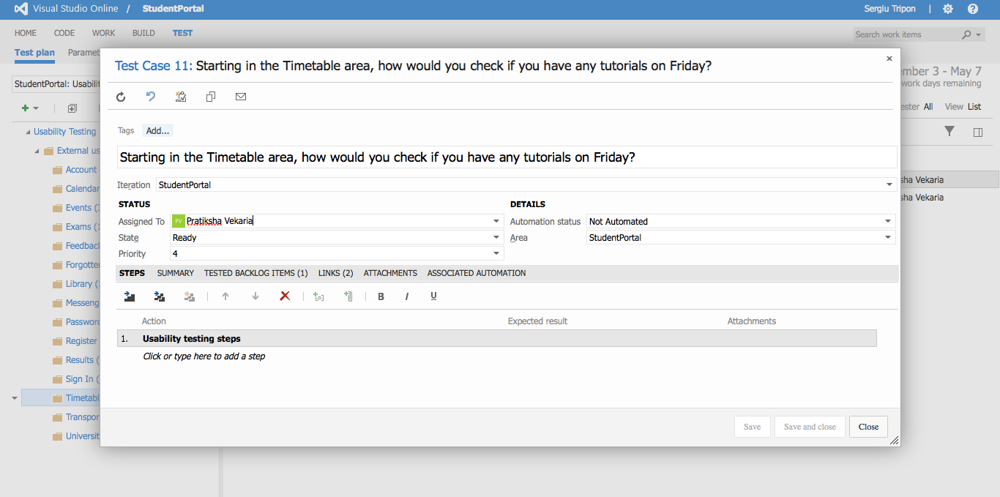 Visual Studio Online / StudentPortal
Sergiu Tripon | ?
HOME CODE WORK BUILD TEST
Search work items
Test plan Paramet
StudentPortal: Usabilit
ember 3 - May 7
work days remaining
ester All View List
Usability Testing
External us
Account
Calendar
Events (
Exams (
Feedbac
Forgotte
Library (
Messeng
Password
Register
Results (
Sign In (
Timetabl
Transpor
Universit
sha Vekaria
sha Vekaria
Test Case 11: Starting in the Timetable area, how would you check if you have any tutorials on Friday?
Tags Add...
Starting in the Timetable area, how would you check if you have any tutorials on Friday?
Iteration StudentPortal
STATUS
Assigned To PV Pratiksha Vekaria
State Ready
Priority 4
DETAILS
Automation status Not Automated
Area StudentPortal
STEPS SUMMARY TESTED BACKLOG ITEMS (1) LINKS (2) ATTACHMENTS ASSOCIATED AUTOMATION
B I U
Action Expected result Attachments
1. Usability testing steps
Click or type here to add a step
Save Save and close Close